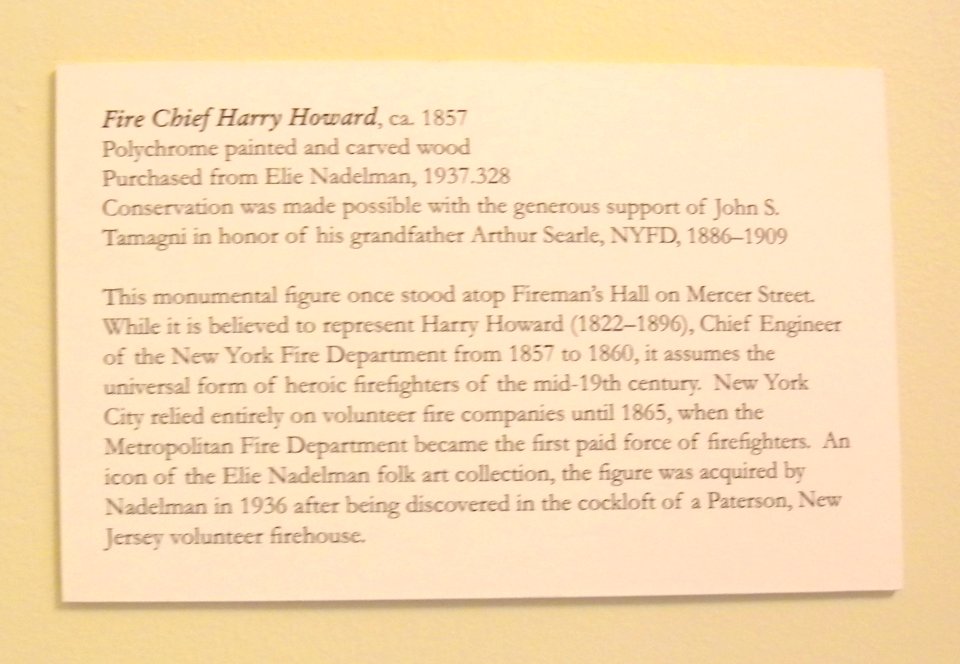 Fire Chief Harry Howard, ca. 1857
Polychrome painted and carved wood
Purchased from Elie Nadelman, 1937.328
Conservation was made possible with the generous support of John S.
Tamagni in honor of his grandfather Arthur Searle, NYFD, 1886–1909
This monumental figure once stood atop Fireman's Hall on Mercer Street.
While it is believed to represent Harry Howard (1822–1896), Chief Engineer
of the New York Fire Department from 1857 to 1860, it assumes the
universal form of heroic firefighters of the mid-19th century. New York
City relied entirely on volunteer fire companies until 1865, when the
Metropolitan Fire Department became the first paid force of firefighters. An
icon of the Elie Nadelman folk art collection, the figure was acquired by
Nadelman in 1936 after being discovered in the cockloft of a Paterson, New
Jersey volunteer firehouse.